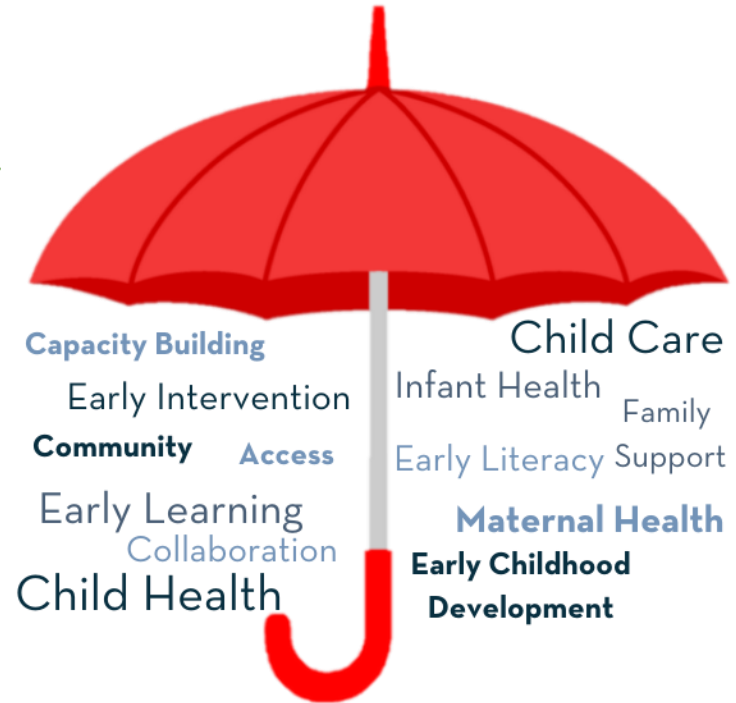 Capacity Building
Early Intervention
Community
Access
Early Learning
Collaboration
Child Health
Child Care
Infant Health
Family
Support
Early Literacy
Maternal Health
Early Childhood
Development